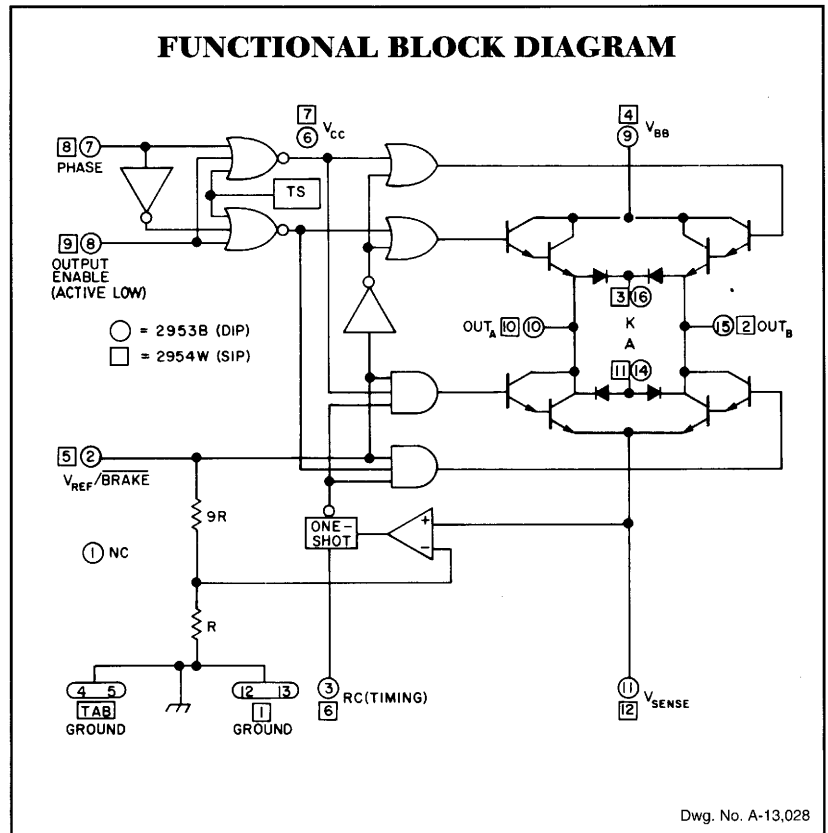 FUNCTIONAL BLOCK DIAGRAM
7
6 VCC
4
9 VBB
8 7
PHASE
TS
9 8
OUTPUT
ENABLE
(ACTIVE LOW)
= 2953B (DIP)
= 2954W (SIP)
3 16
OUTA 10 10
K
15 2 OUTB
A
11 14
5 2
VREF/BRAKE
9R
ONE-
SHOT
+
−
1 NC
R
4 5
TAB
GROUND
12 13
1
GROUND
3 RC(TIMING)
6
11 VSENSE
12
Dwg. No. A-13,028